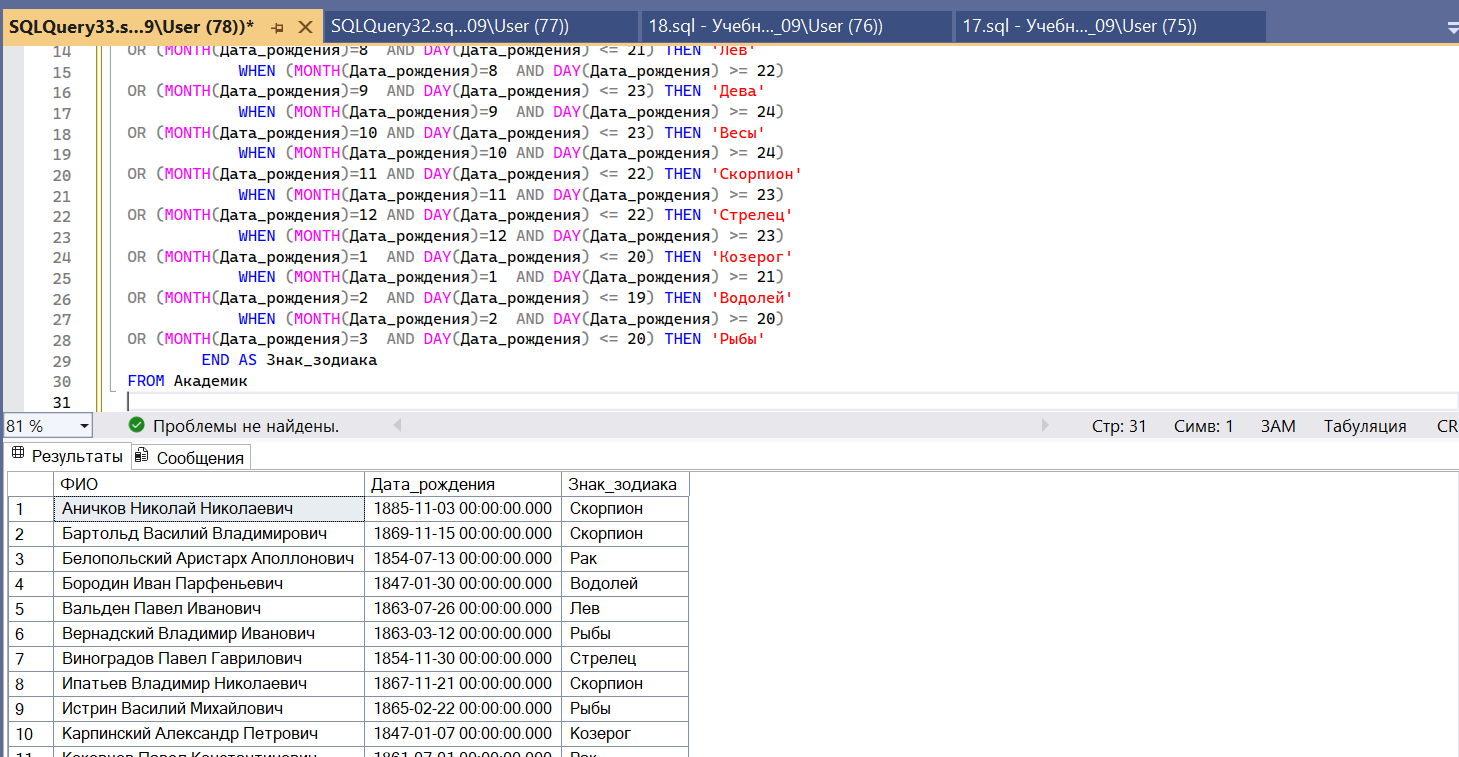 SQLQuery33.s...9\User (78))* SQLQuery32.sq...09\User (77)) 18.sql - Учебн..._09\User (76)) 17.sql - Учебн..._09\User (75))
14 OR (MONTH(Дата_рождения)=8 AND DAY(Дата_рождения) <= 21) THEN 'Лев'
15 WHEN (MONTH(Дата_рождения)=8 AND DAY(Дата_рождения) >= 22)
16 OR (MONTH(Дата_рождения)=9 AND DAY(Дата_рождения) <= 23) THEN 'Дева'
17 WHEN (MONTH(Дата_рождения)=9 AND DAY(Дата_рождения) >= 24)
18 OR (MONTH(Дата_рождения)=10 AND DAY(Дата_рождения) <= 23) THEN 'Весы'
19 WHEN (MONTH(Дата_рождения)=10 AND DAY(Дата_рождения) >= 24)
20 OR (MONTH(Дата_рождения)=11 AND DAY(Дата_рождения) <= 22) THEN 'Скорпион'
21 WHEN (MONTH(Дата_рождения)=11 AND DAY(Дата_рождения) >= 23)
22 OR (MONTH(Дата_рождения)=12 AND DAY(Дата_рождения) <= 22) THEN 'Стрелец'
23 WHEN (MONTH(Дата_рождения)=12 AND DAY(Дата_рождения) >= 23)
24 OR (MONTH(Дата_рождения)=1 AND DAY(Дата_рождения) <= 20) THEN 'Козерог'
25 WHEN (MONTH(Дата_рождения)=1 AND DAY(Дата_рождения) >= 21)
26 OR (MONTH(Дата_рождения)=2 AND DAY(Дата_рождения) <= 19) THEN 'Водолей'
27 WHEN (MONTH(Дата_рождения)=2 AND DAY(Дата_рождения) >= 20)
28 OR (MONTH(Дата_рождения)=3 AND DAY(Дата_рождения) <= 20) THEN 'Рыбы'
29 END AS Знак_зодиака
30 FROM Академик
31
81 % Проблемы не найдены. Стр: 31 Симв: 1 ЗАМ Табуляция CR
Результаты Сообщения
ФИО Дата_рождения Знак_зодиака
1 Аничков Николай Николаевич 1885-11-03 00:00:00.000 Скорпион
2 Бартольд Василий Владимирович 1869-11-15 00:00:00.000 Скорпион
3 Белопольский Аристарх Аполлонович 1854-07-13 00:00:00.000 Рак
4 Бородин Иван Парфеньевич 1847-01-30 00:00:00.000 Водолей
5 Вальден Павел Иванович 1863-07-26 00:00:00.000 Лев
6 Вернадский Владимир Иванович 1863-03-12 00:00:00.000 Рыбы
7 Виноградов Павел Гаврилович 1854-11-30 00:00:00.000 Стрелец
8 Ипатьев Владимир Николаевич 1867-11-21 00:00:00.000 Скорпион
9 Истрин Василий Михайлович 1865-02-22 00:00:00.000 Рыбы
10 Карпинский Александр Петрович 1847-01-07 00:00:00.000 Козерог